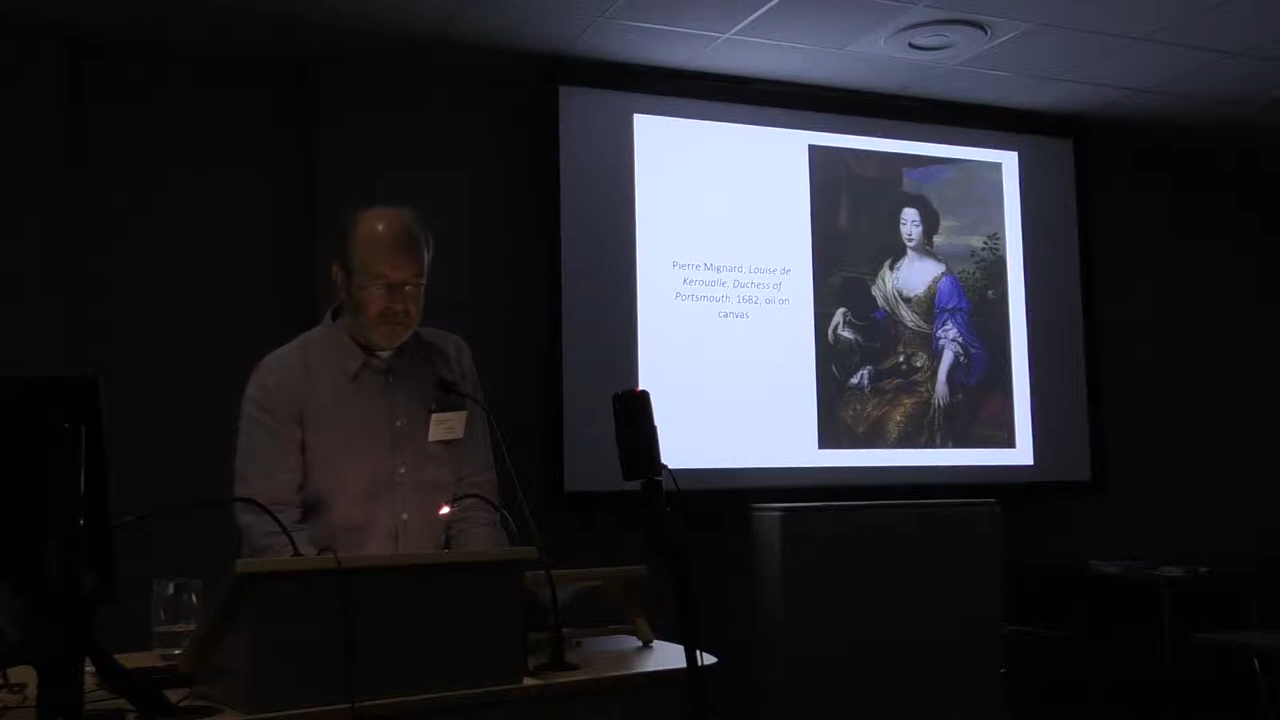 Pierre Mignard, Louise de
Keroualle, Duchess of
Portsmouth, 1682, oil on
canvas